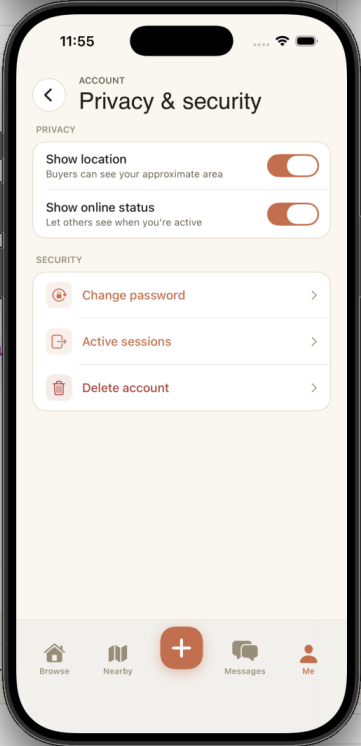 11:55
ACCOUNT
Privacy & security
PRIVACY
Show location
Buyers can see your approximate area
Show online status
Let others see when you're active
SECURITY
Change password
Active sessions
Delete account
Browse
Nearby
Messages
Me